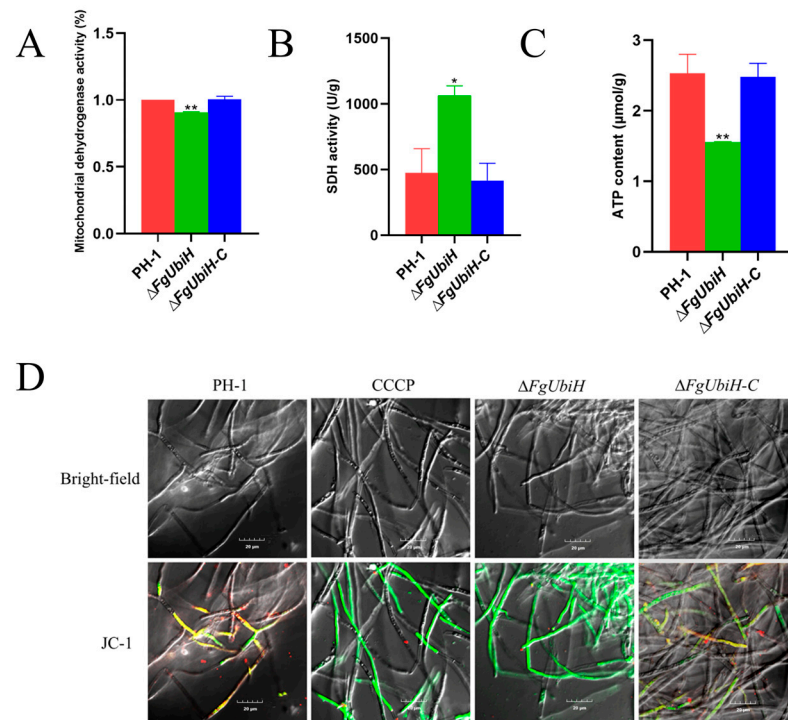 A
Mitochondrial dehydrogenase activity (%)
1.5
1.0
0.5
0.0
**
PH-1
ΔFgUbiH
ΔFgUbiH-C
B
SDH activity (U/g)
1500
1000
500
0
*
PH-1
ΔFgUbiH
ΔFgUbiH-C
C
ATP content (μmol/g)
3
2
1
0
**
PH-1
ΔFgUbiH
ΔFgUbiH-C
D
PH-1 CCCP ΔFgUbiH ΔFgUbiH-C
Bright-field
20 μm 20 μm 20 μm 20 μm
JC-1
20 μm 20 μm 20 μm 20 μm